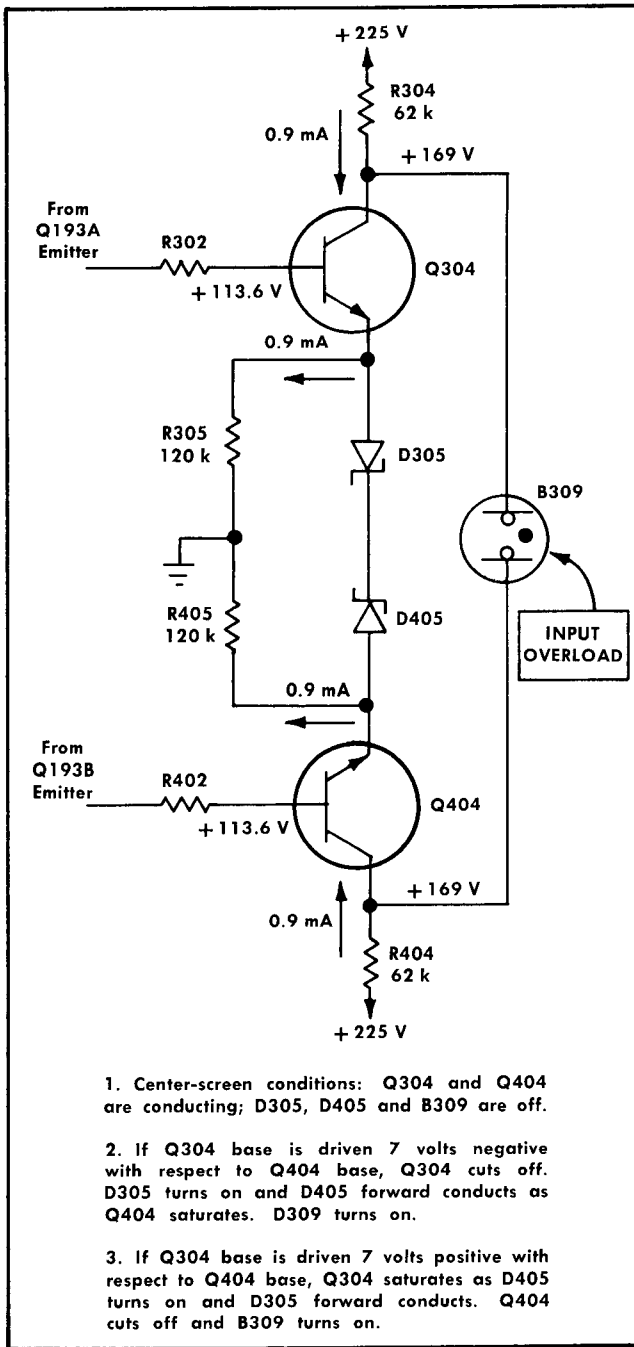 + 225 V
R304
62 k
0.9 mA
+ 169 V
From
Q193A
Emitter
R302
Q304
+ 113.6 V
0.9 mA
R305
120 k
D305
B309
R405
120 k
D405
INPUT
OVERLOAD
0.9 mA
From
Q193B
Emitter
R402
Q404
+ 113.6 V
+ 169 V
0.9 mA
R404
62 k
+ 225 V
1. Center-screen conditions: Q304 and Q404
are conducting; D305, D405 and B309 are off.
2. If Q304 base is driven 7 volts negative
with respect to Q404 base, Q304 cuts off.
D305 turns on and D405 forward conducts as
Q404 saturates. D309 turns on.
3. If Q304 base is driven 7 volts positive with
respect to Q404 base, Q304 saturates as D405
turns on and D305 forward conducts. Q404
cuts off and B309 turns on.